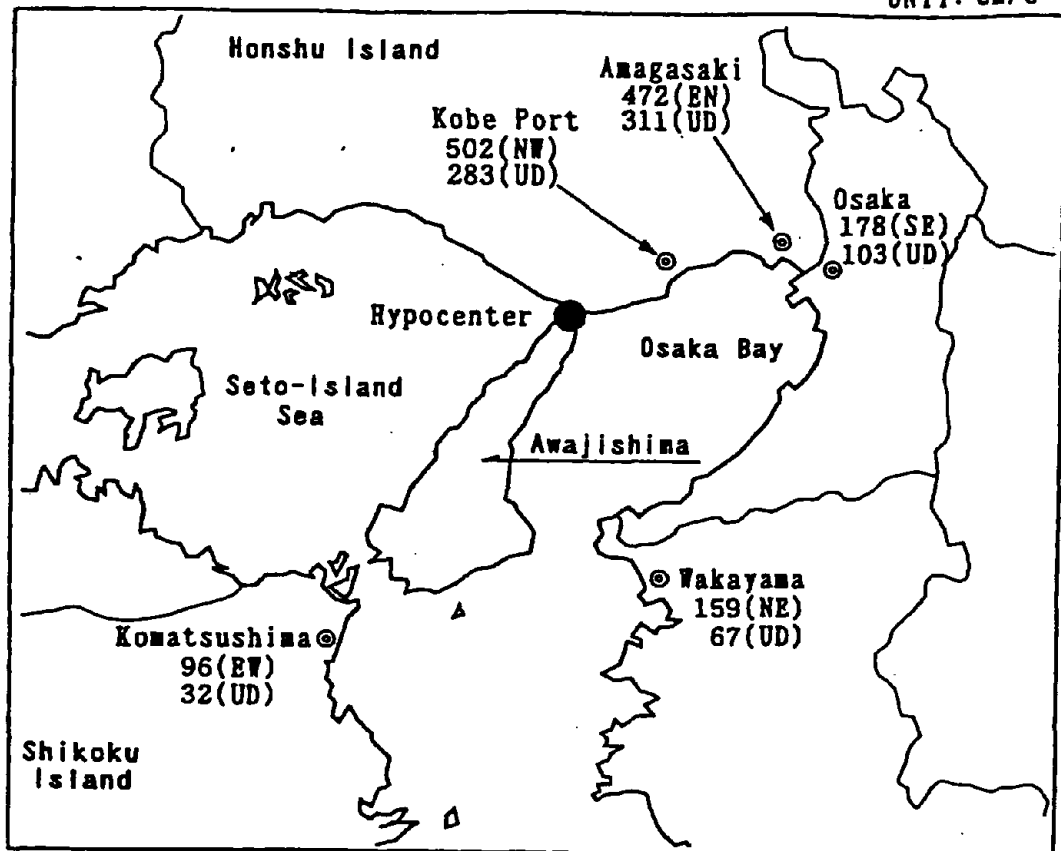 Honshu Island
Amagasaki
472(EN)
311(UD)
Kobe Port
502(NW)
283(UD)
Osaka
178(SE)
103(UD)
Hypocenter
Osaka Bay
Seto-Island
Sea
Awajishima
Wakayama
159(NE)
67(UD)
Komatsushima
96(EW)
32(UD)
Shikoku
Island